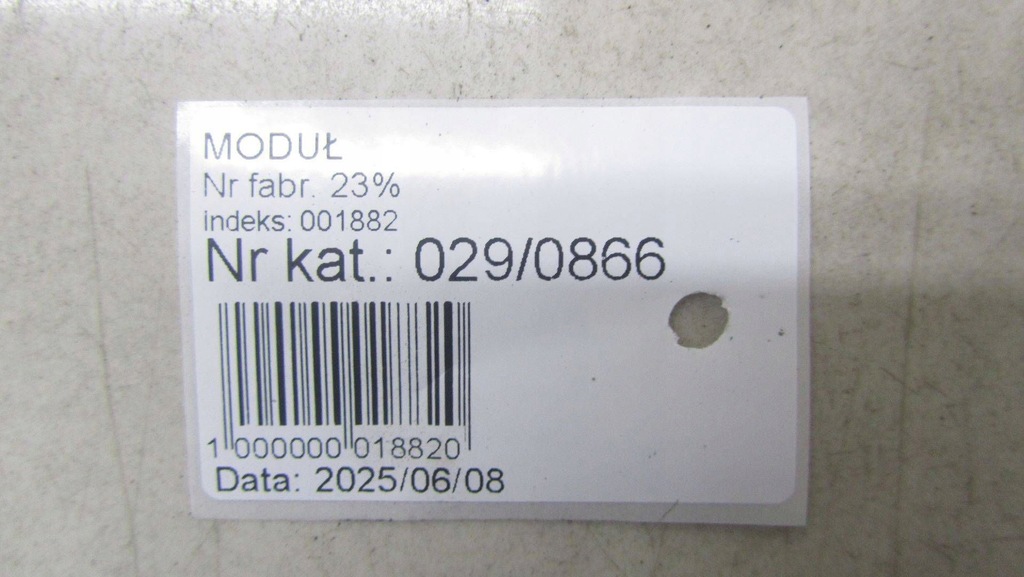 MODUŁ
Nr fabr. 23%
Indeks: 001882
Nr kat.: 029/0866
1 000000 018820
Data: 2025/06/08